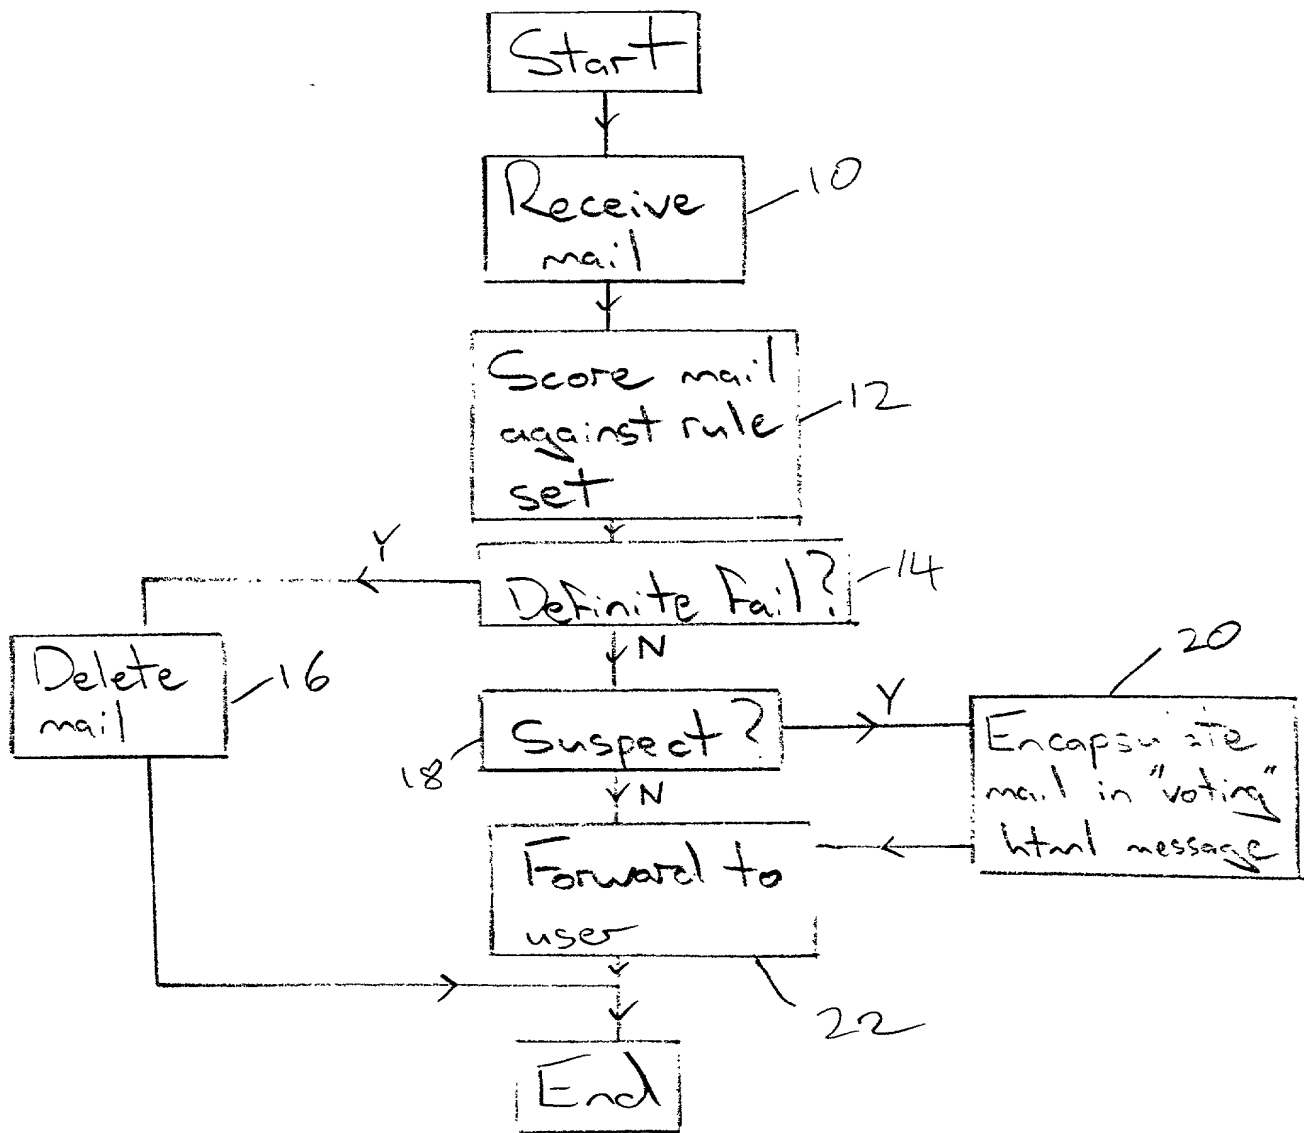 Start
Receive
mail
10
Score mail
against rule
set
12
Y
Definite Fail?
14
N
Delete
mail
16
Suspect?
18
Y
20
Encapsulate
mail in "voting"
html message
N
Forward to
user
22
End